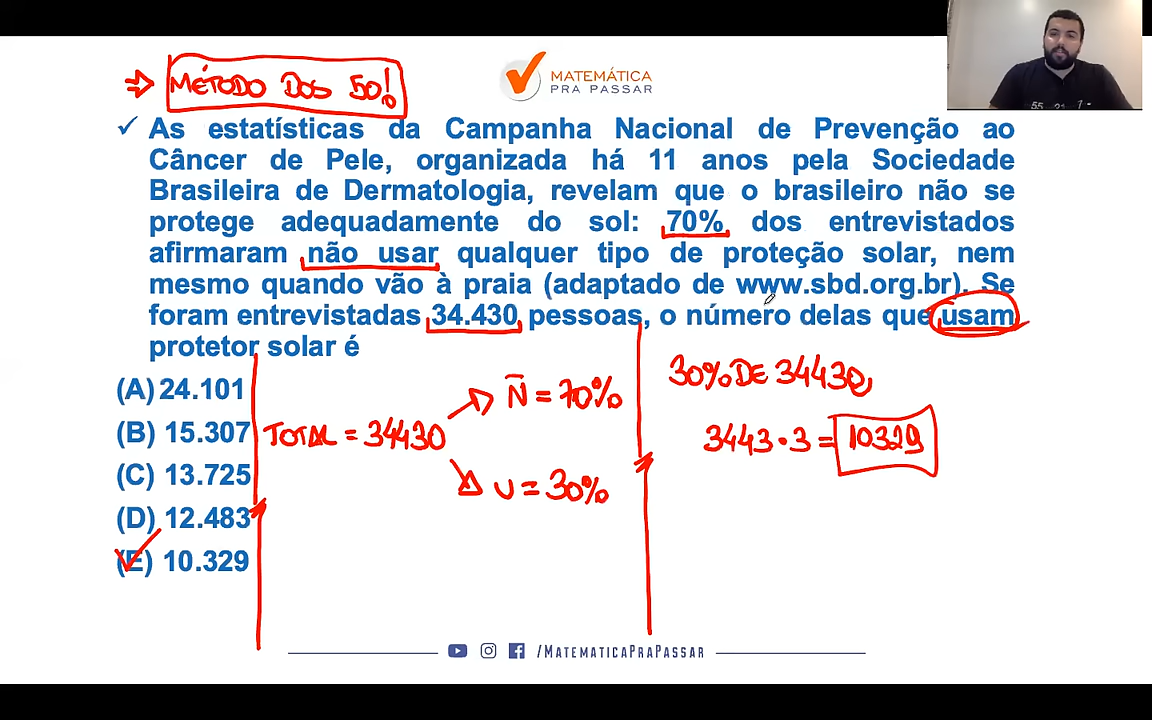 ⇒ MÉTODO DOS 50!
MATEMÁTICA
PRA PASSAR
✓ As estatísticas da Campanha Nacional de Prevenção ao
Câncer de Pele, organizada há 11 anos pela Sociedade
Brasileira de Dermatologia, revelam que o brasileiro não se
protege adequadamente do sol: 70% dos entrevistados
afirmaram não usar qualquer tipo de proteção solar, nem
mesmo quando vão à praia (adaptado de www.sbd.org.br). Se
foram entrevistadas 34.430 pessoas, o número delas que usam
protetor solar é
(A) 24.101
(B) 15.307
(C) 13.725
(D) 12.483
(E) 10.329
TOTAL = 34430
N̄ = 70%
U = 30%
30% DE 34430
3443 · 3 = 10329
/MatematicaPraPassar